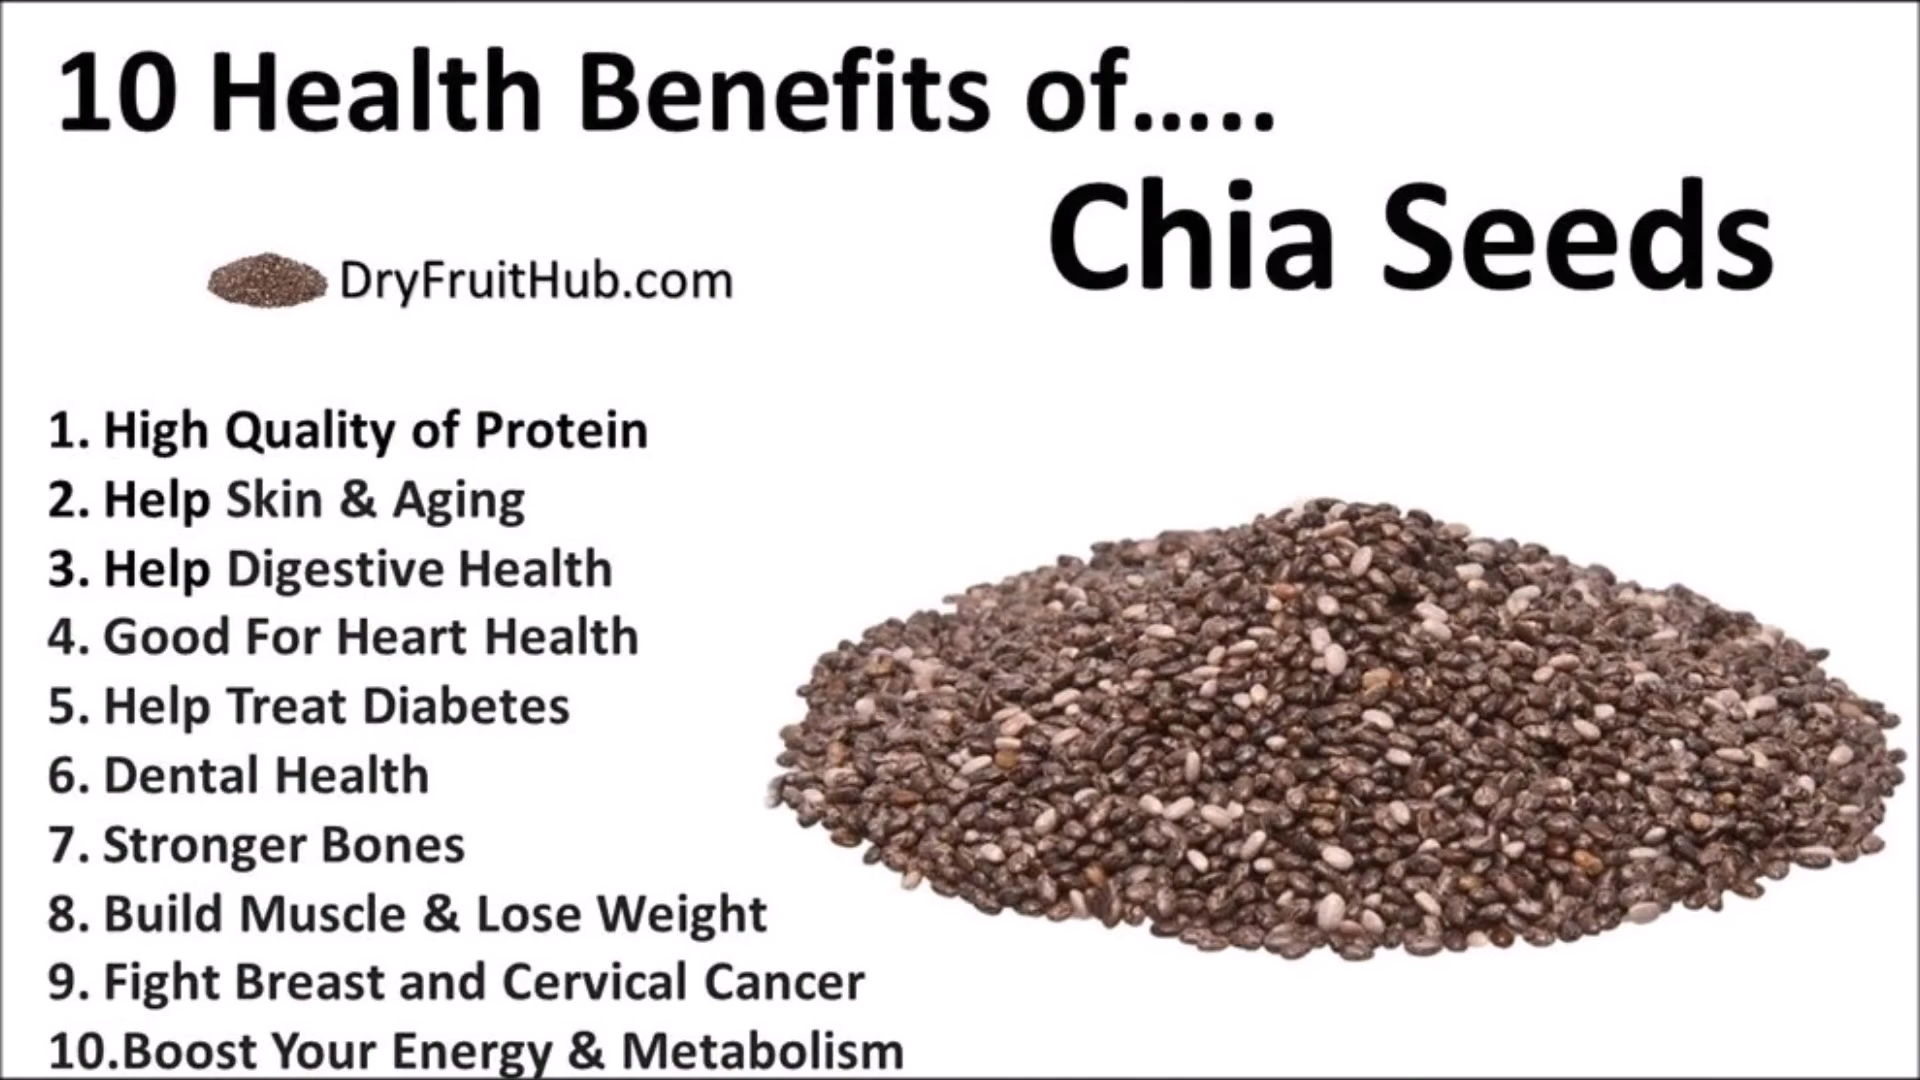 10 Health Benefits of.....
Chia Seeds
DryFruitHub.com
1. High Quality of Protein
2. Help Skin & Aging
3. Help Digestive Health
4. Good For Heart Health
5. Help Treat Diabetes
6. Dental Health
7. Stronger Bones
8. Build Muscle & Lose Weight
9. Fight Breast and Cervical Cancer
10.Boost Your Energy & Metabolism